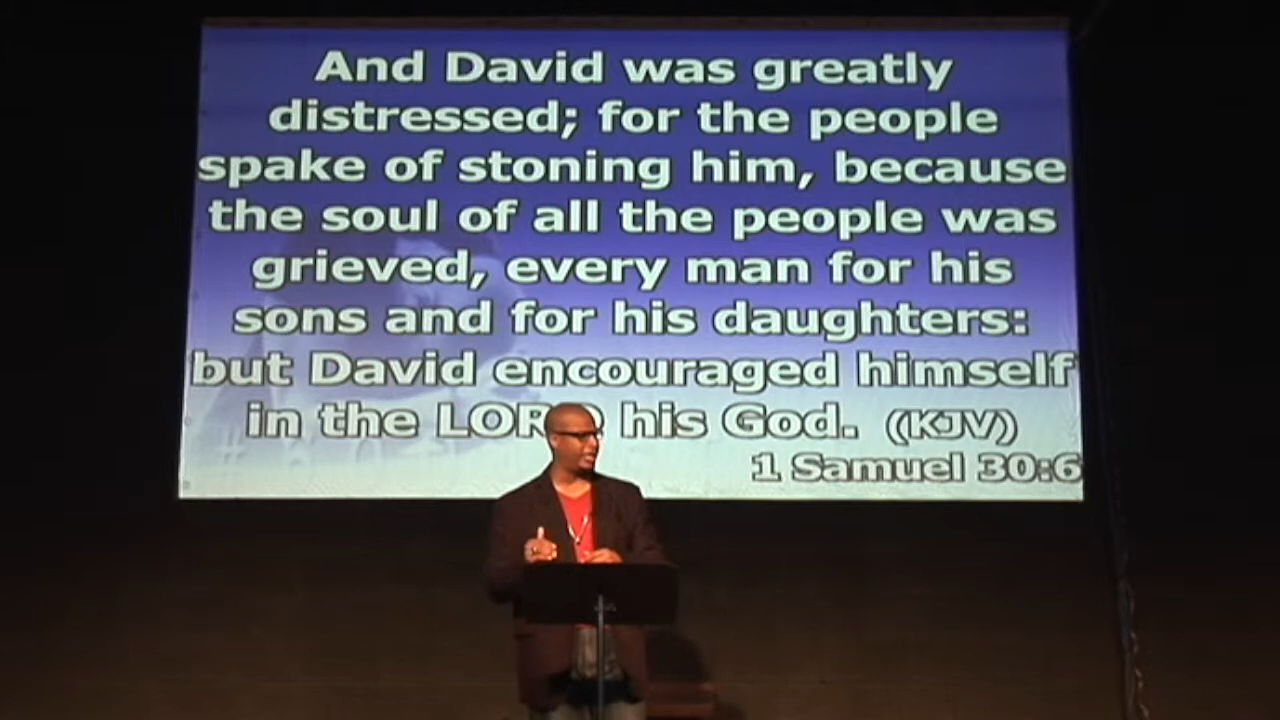 And David was greatly
distressed; for the people
spake of stoning him, because
the soul of all the people was
grieved, every man for his
sons and for his daughters:
but David encouraged himself
in the LORD his God. (KJV)
1 Samuel 30:6